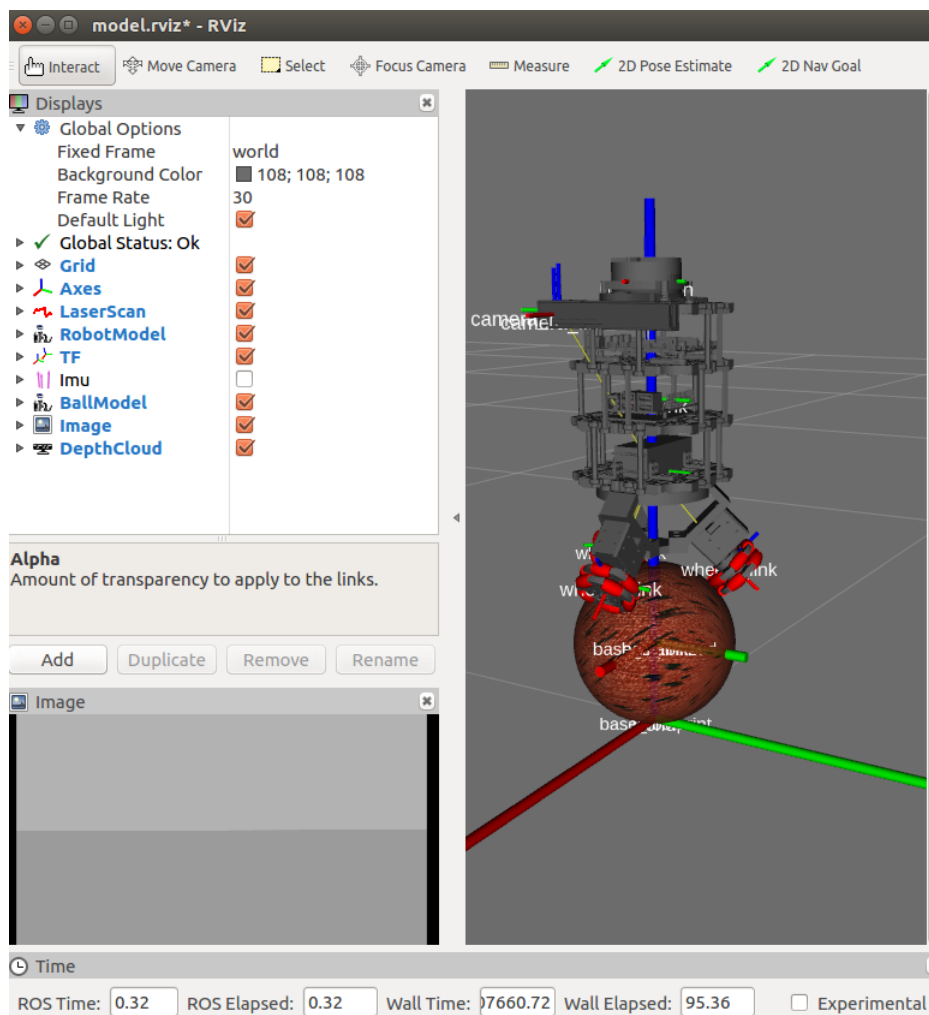 model.rviz* - RViz
Interact Move Camera Select Focus Camera Measure 2D Pose Estimate 2D Nav Goal
Displays
Global Options
Fixed Frame world
Background Color 108; 108; 108
Frame Rate 30
Default Light
Global Status: Ok
Grid
Axes
LaserScan
RobotModel
TF
Imu
BallModel
Image
DepthCloud
Alpha
Amount of transparency to apply to the links.
Add Duplicate Remove Rename
Image
Time
ROS Time: 0.32 ROS Elapsed: 0.32 Wall Time: 07660.72 Wall Elapsed: 95.36 Experimental